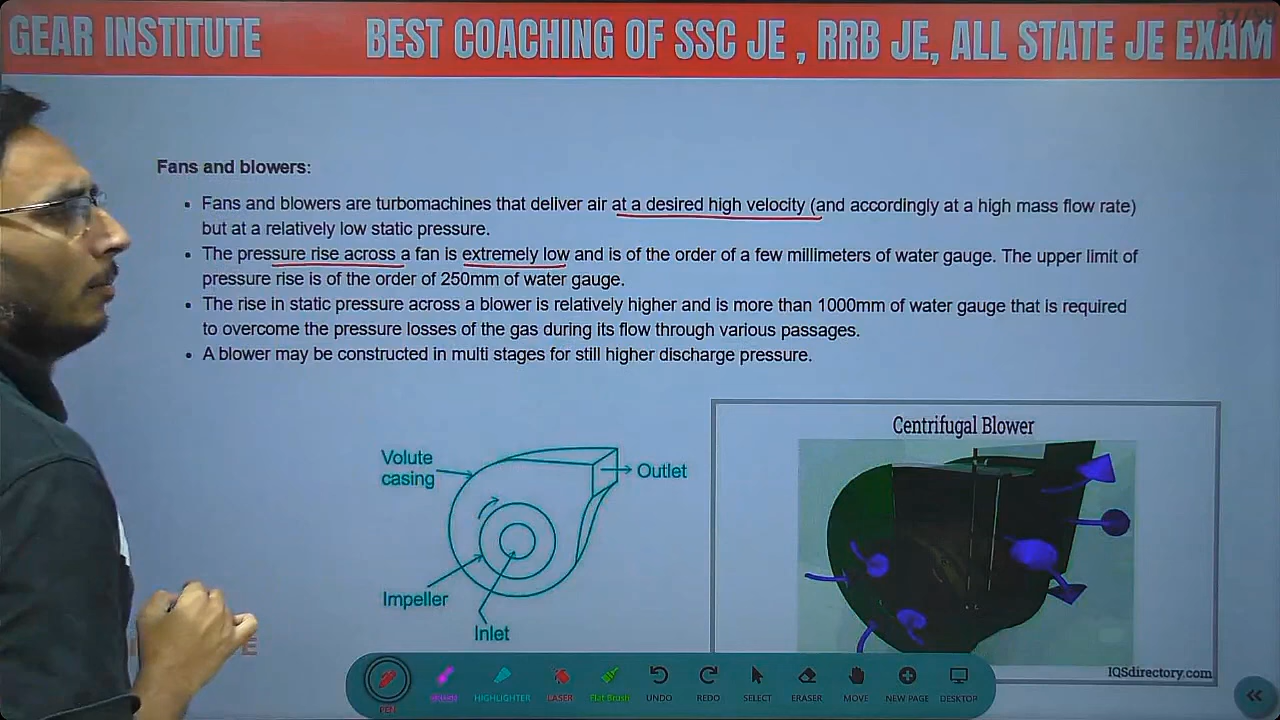 GEAR INSTITUTE
BEST COACHING OF SSC JE , RRB JE, ALL STATE JE EXAM
Fans and blowers:
• Fans and blowers are turbomachines that deliver air at a desired high velocity (and accordingly at a high mass flow rate)
but at a relatively low static pressure.
• The pressure rise across a fan is extremely low and is of the order of a few millimeters of water gauge. The upper limit of
pressure rise is of the order of 250mm of water gauge.
• The rise in static pressure across a blower is relatively higher and is more than 1000mm of water gauge that is required
to overcome the pressure losses of the gas during its flow through various passages.
• A blower may be constructed in multi stages for still higher discharge pressure.
Volute
casing
Outlet
Impeller
Inlet
Centrifugal Blower
IQSdirectory.com
PEN
HIGHLIGHTER
LASER
Flat Brush
UNDO
REDO
SELECT
ERASER
MOVE
NEW PAGE
DESKTOP